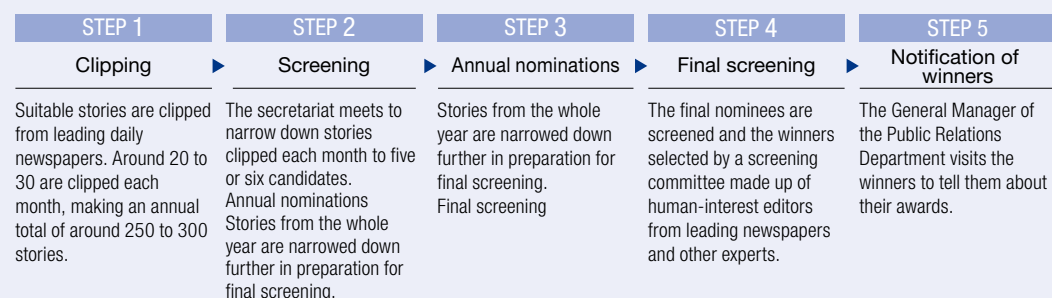 STEP 1
Clipping
Suitable stories are clipped
from leading daily
newspapers. Around 20 to
30 are clipped each
month, making an annual
total of around 250 to 300
stories.
STEP 2
Screening
The secretariat meets to
narrow down stories
clipped each month to five
or six candidates.
Annual nominations
Stories from the whole
year are narrowed down
further in preparation for
final screening.
STEP 3
Annual nominations
Stories from the whole
year are narrowed down
further in preparation for
final screening.
Final screening
STEP 4
Final screening
The final nominees are
screened and the winners
selected by a screening
committee made up of
human-interest editors
from leading newspapers
and other experts.
STEP 5
Notification of
winners
The General Manager of
the Public Relations
Department visits the
winners to tell them about
their awards.